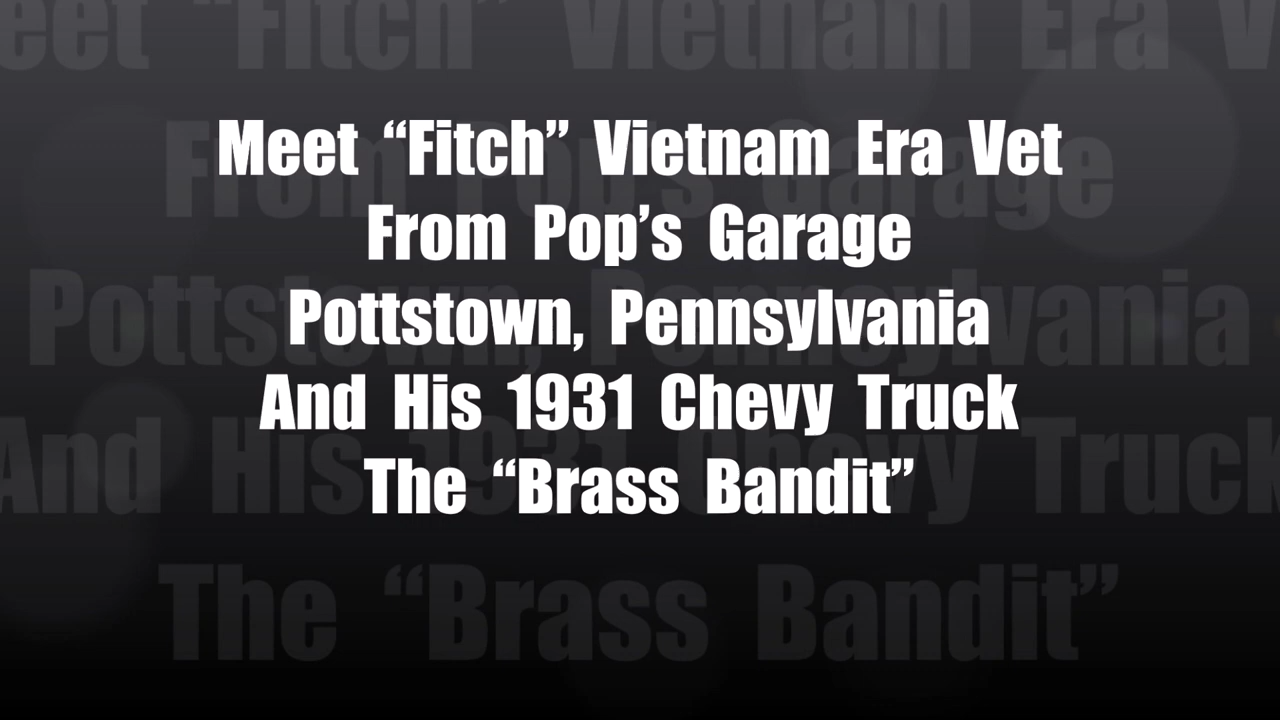 Meet “Fitch” Vietnam Era Vet
From Pop’s Garage
Pottstown, Pennsylvania
And His 1931 Chevy Truck
The “Brass Bandit”